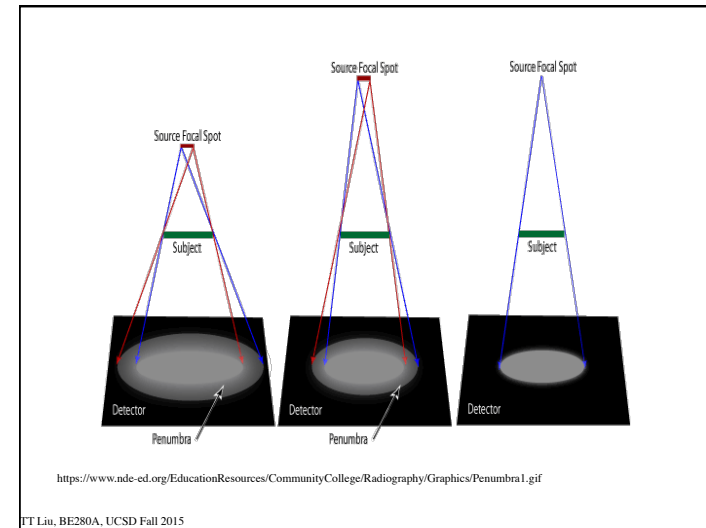 Source Focal Spot
Source Focal Spot
Source Focal Spot
Subject
Subject
Subject
Detector
Detector
Detector
Penumbra
Penumbra
https://www.nde-ed.org/EducationResources/CommunityCollege/Radiography/Graphics/Penumbra1.gif
TT Liu, BE280A, UCSD Fall 2015